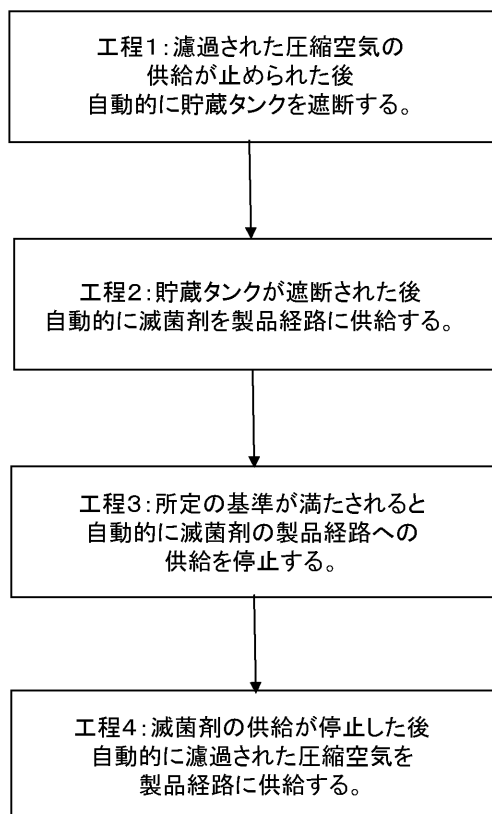 工程1:濾過された圧縮空気の
供給が止められた後
自動的に貯蔵タンクを遮断する。
工程2:貯蔵タンクが遮断された後
自動的に滅菌剤を製品経路に供給する。
工程3:所定の基準が満たされると
自動的に滅菌剤の製品経路への
供給を停止する。
工程4:滅菌剤の供給が停止した後
自動的に濾過された圧縮空気を
製品経路に供給する。